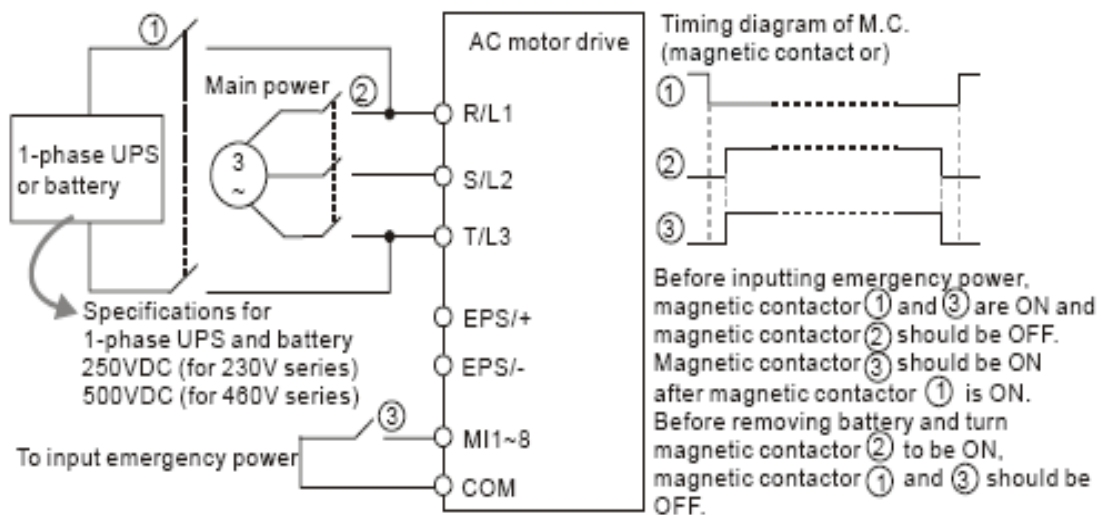 ①
Main power
②
1-phase UPS
or battery
3
~
Specifications for
1-phase UPS and battery
250VDC (for 230V series)
500VDC (for 460V series)
To input emergency power
③
AC motor drive
R/L1
S/L2
T/L3
EPS/+
EPS/-
MI1~8
COM
Timing diagram of M.C.
(magnetic contact or)
①
②
③
Before inputting emergency power,
magnetic contactor ① and ③ are ON and
magnetic contactor ② should be OFF.
Magnetic contactor ③ should be ON
after magnetic contactor ① is ON.
Before removing battery and turn
magnetic contactor ② to be ON,
magnetic contactor ① and ③ should be
OFF.